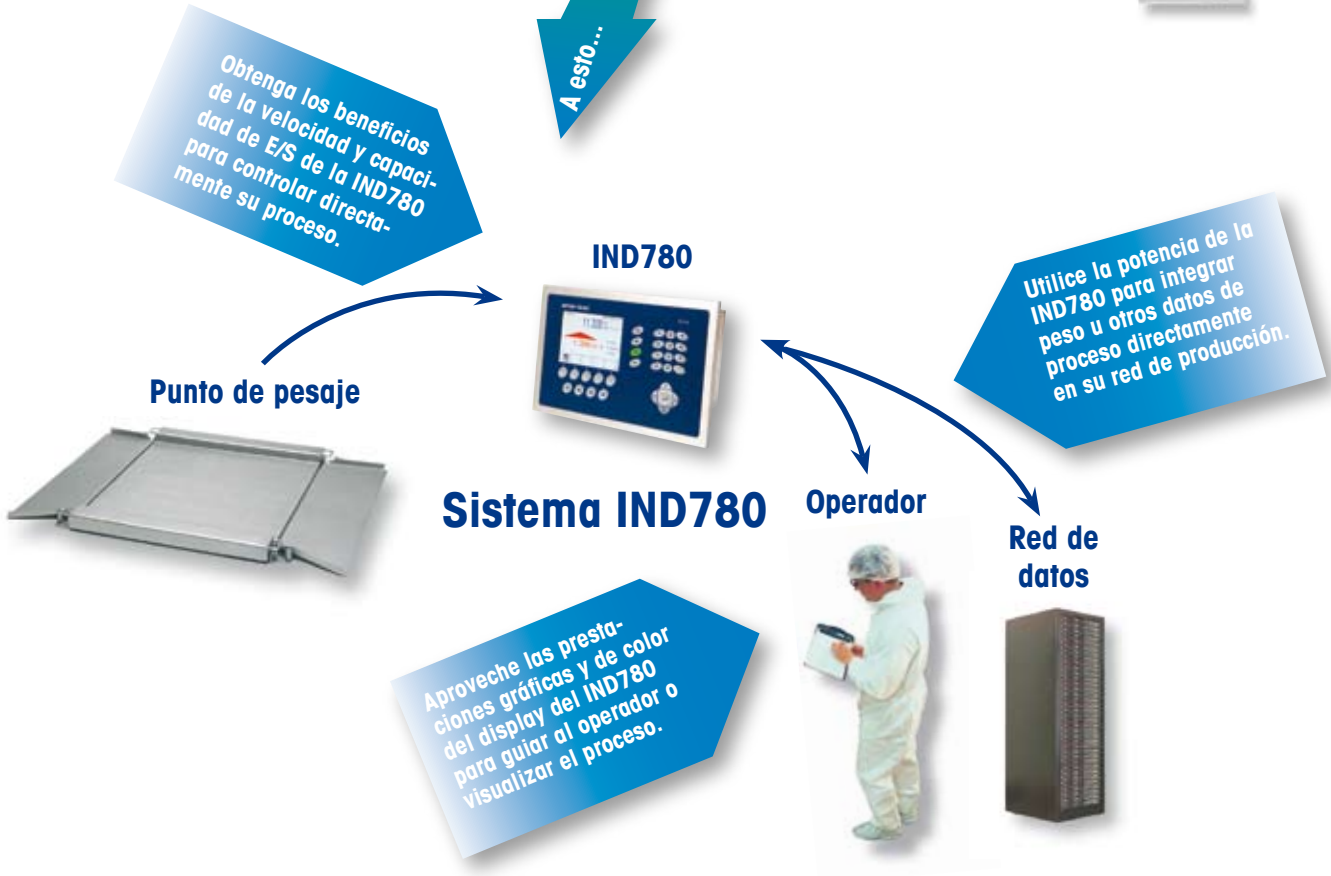 A esto...
Obtenga los beneficios
de la velocidad y capaci-
dad de E/S de la IND780
para controlar directa-
mente su proceso.
IND780
Utilice la potencia de la
IND780 para integrar
peso u otros datos de
proceso directamente
en su red de producción.
Punto de pesaje
Sistema IND780
Operador
Red de
datos
Aproveche las presta-
ciones gráficas y de color
del display del IND780
para guiar al operador o
visualizar el proceso.